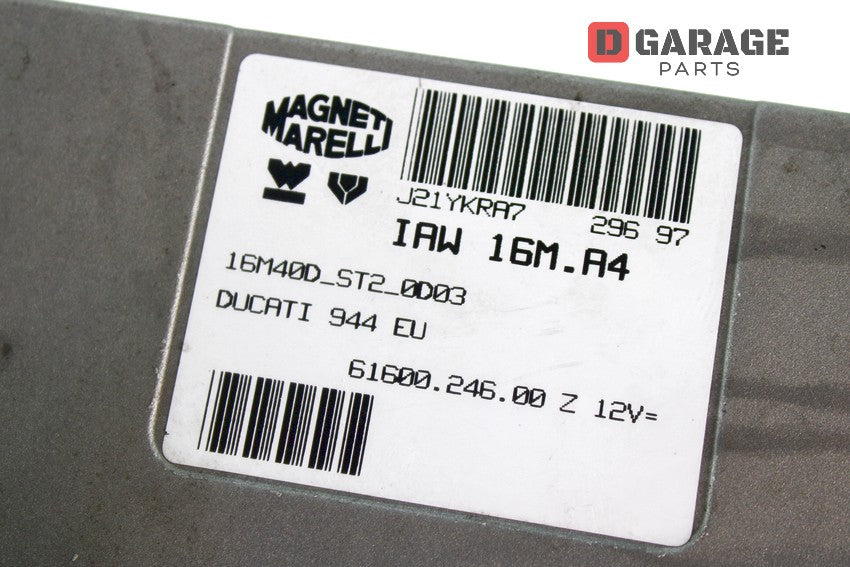 D GARAGE
PARTS
MAGNETI
MARELLI
J21YKRA7 296 97
IAW 16M.A4
16M40D_ST2_0D03
DUCATI 944 EU
61600.246.00 Z 12V=